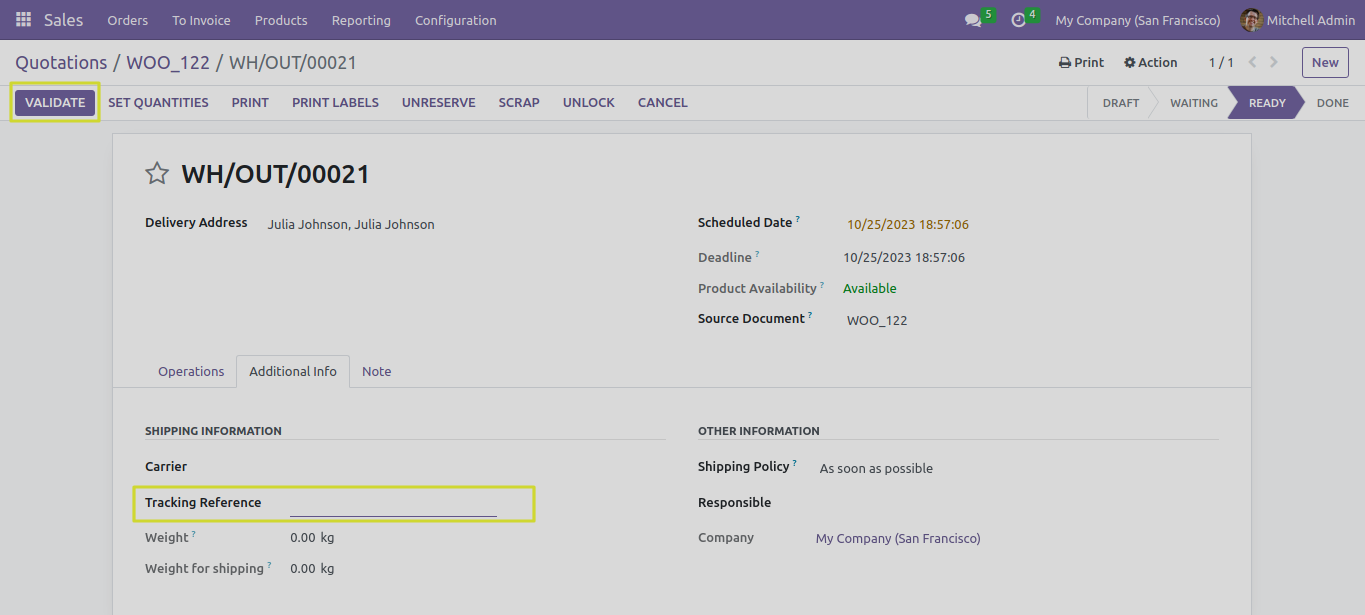 Sales Orders To Invoice Products Reporting Configuration 5 4 My Company (San Francisco) Mitchell Admin
Quotations / WOO_122 / WH/OUT/00021 Print Action 1 / 1 New
VALIDATE SET QUANTITIES PRINT PRINT LABELS UNRESERVE SCRAP UNLOCK CANCEL DRAFT WAITING READY DONE
WH/OUT/00021
Delivery Address Julia Johnson, Julia Johnson Scheduled Date ? 10/25/2023 18:57:06
Deadline ? 10/25/2023 18:57:06
Product Availability ? Available
Source Document ? WOO_122
Operations Additional Info Note
SHIPPING INFORMATION OTHER INFORMATION
Carrier Shipping Policy ? As soon as possible
Tracking Reference Responsible
Weight ? 0.00 kg Company My Company (San Francisco)
Weight for shipping ? 0.00 kg